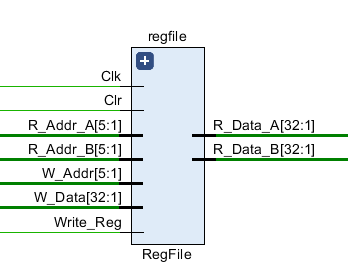 regfile
Clk
Clr
R_Addr_A[5:1]
R_Data_A[32:1]
R_Addr_B[5:1]
R_Data_B[32:1]
W_Addr[5:1]
W_Data[32:1]
Write_Reg
RegFile